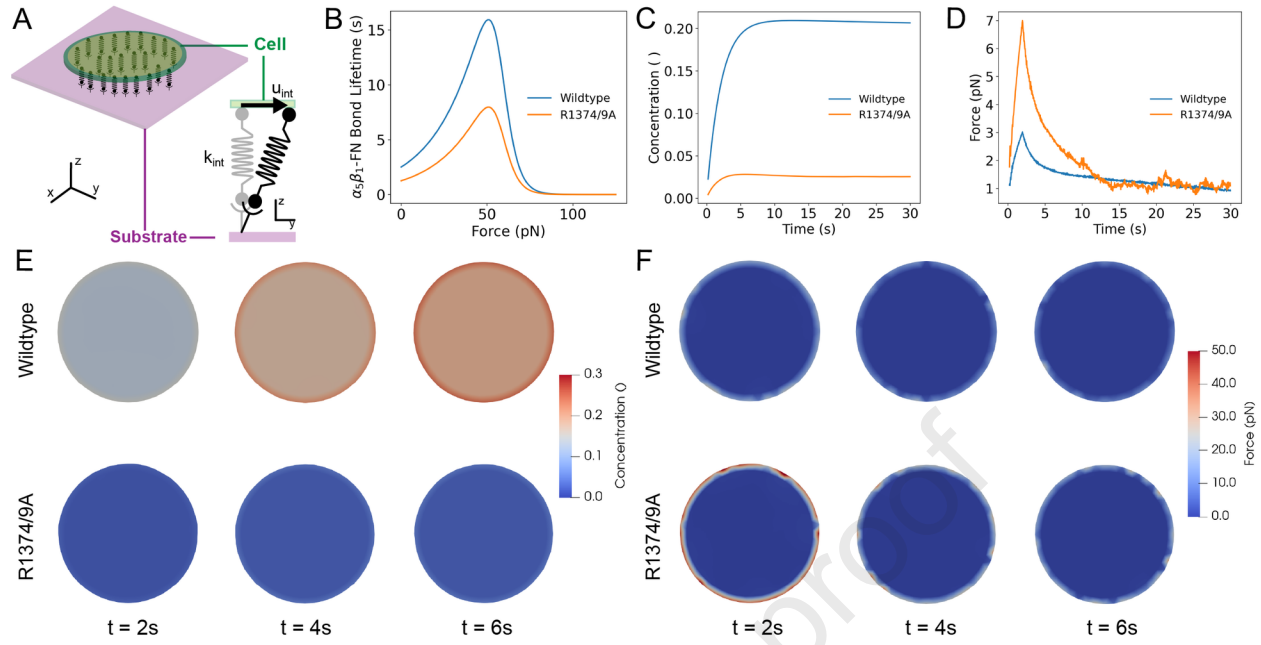 A
Cell
u_int
k_int
z
x
y
z
y
Substrate
B
α5β1-FN Bond Lifetime (s)
15
10
5
0
Wildtype
R1374/9A
0
50
100
Force (pN)
C
Concentration ( )
0.20
0.15
0.10
0.05
0.00
Wildtype
R1374/9A
0
5
10
15
20
25
30
Time (s)
D
Force (pN)
7
6
5
4
3
2
1
Wildtype
R1374/9A
0
5
10
15
20
25
30
Time (s)
E
Wildtype
R1374/9A
0.3
0.2
0.1
0.0
Concentration ()
t = 2s
t = 4s
t = 6s
F
Wildtype
R1374/9A
50.0
40.0
30.0
20.0
10.0
0.0
Force (pN)
t = 2s
t = 4s
t = 6s
proof